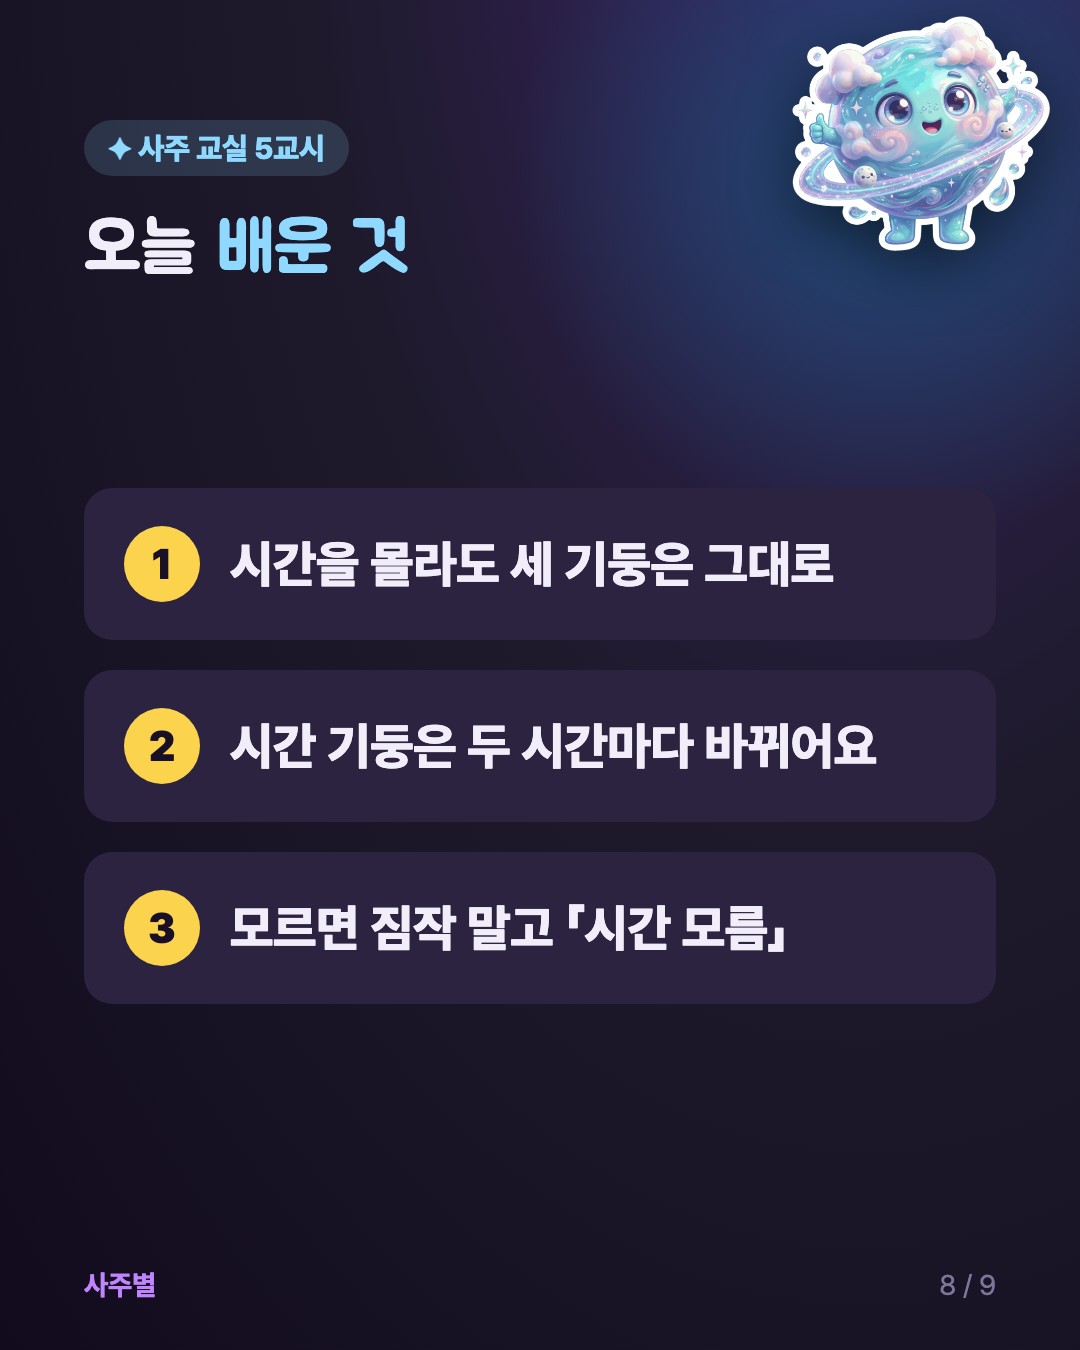 ✦ 사주 교실 5교시
오늘 배운 것
1 시간을 몰라도 세 기둥은 그대로
2 시간 기둥은 두 시간마다 바뀌어요
3 모르면 짐작 말고 「시간 모름」
사주별
8 / 9